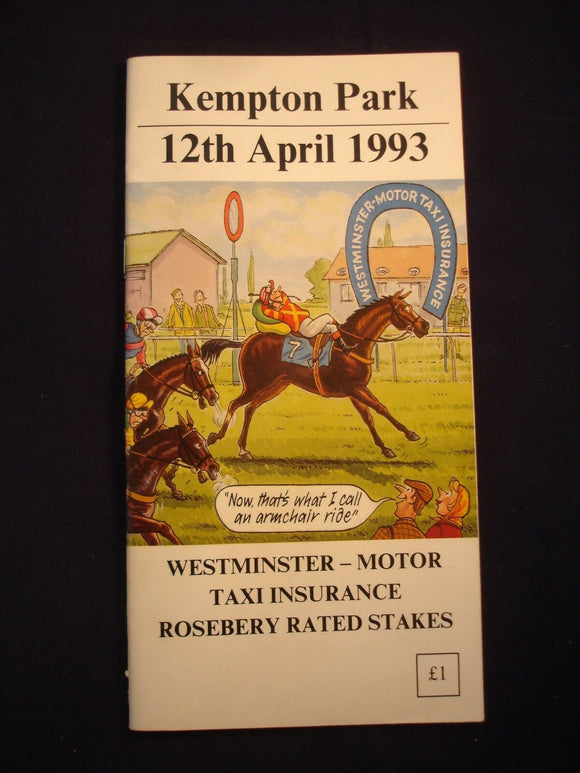 Kempton Park
12th April 1993
WESTMINSTER-MOTOR TAXI INSURANCE
7
"Now, that's what I call
an armchair ride"
WESTMINSTER – MOTOR
TAXI INSURANCE
ROSEBERY RATED STAKES
£1